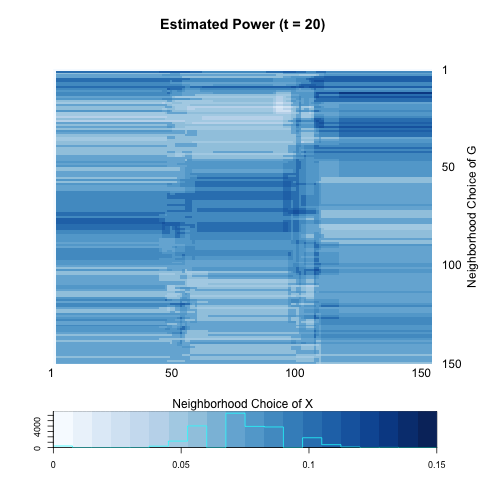 Estimated Power (t = 20)
1
50
100
150
Neighborhood Choice of G
1 50 100 150
Neighborhood Choice of X
0 4000
0 0.05 0.1 0.15